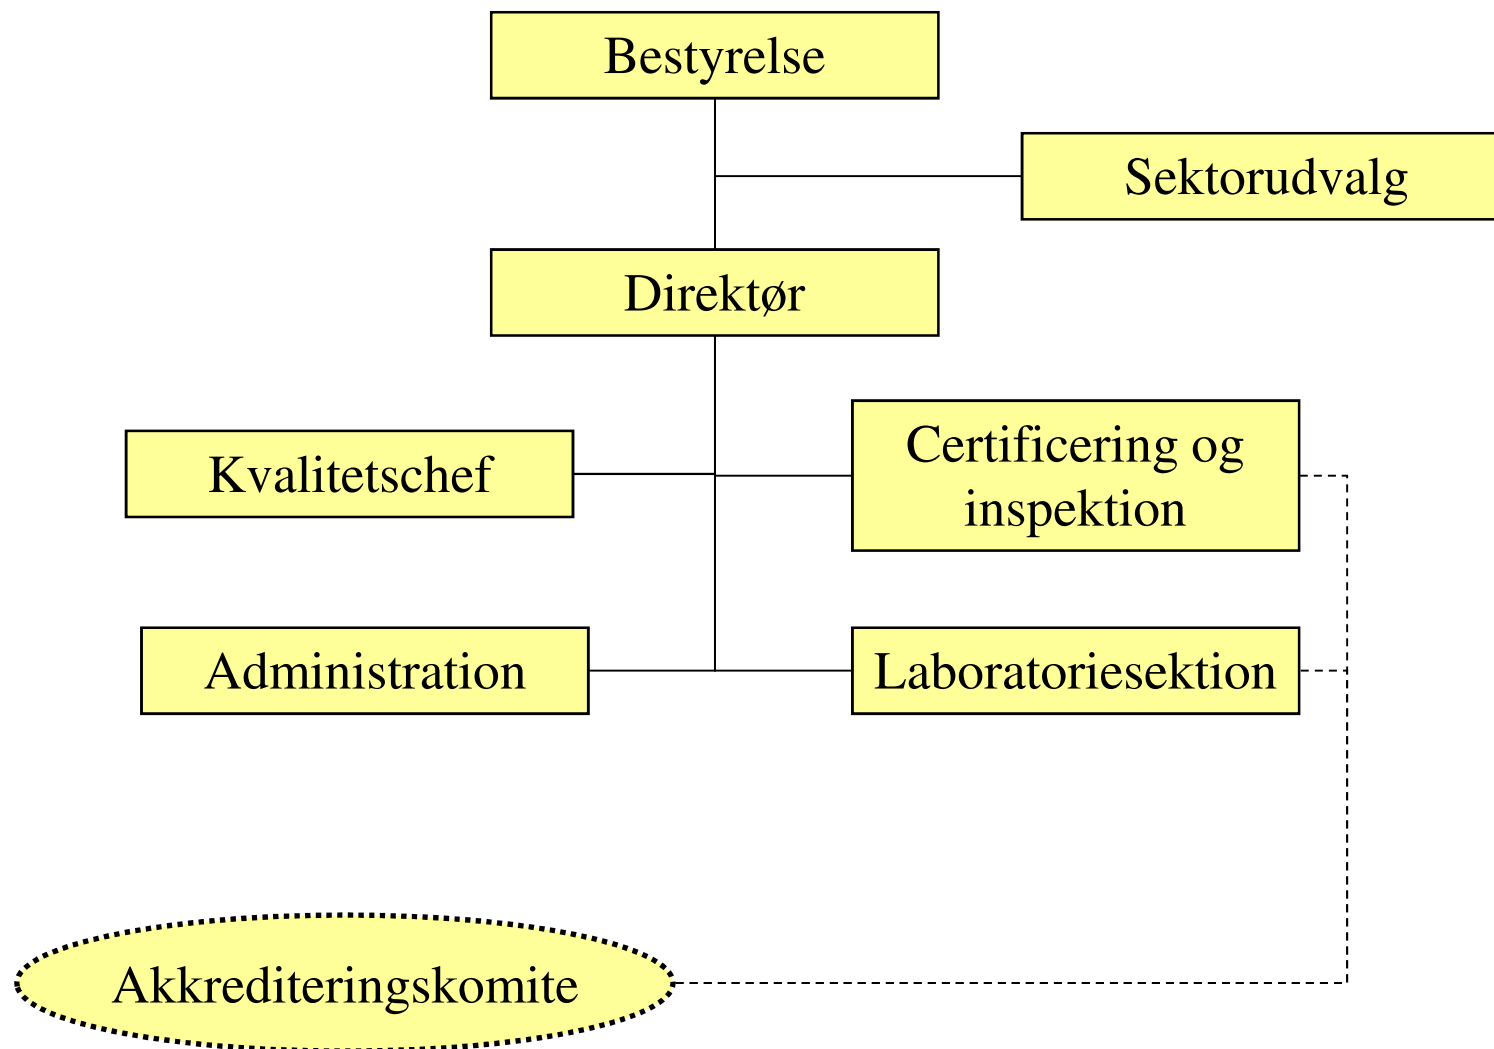 Bestyrelse
Sektorudvalg
Direktør
Kvalitetschef
Certificering og
inspektion
Administration
Laboratoriesektion
Akkrediteringskomite